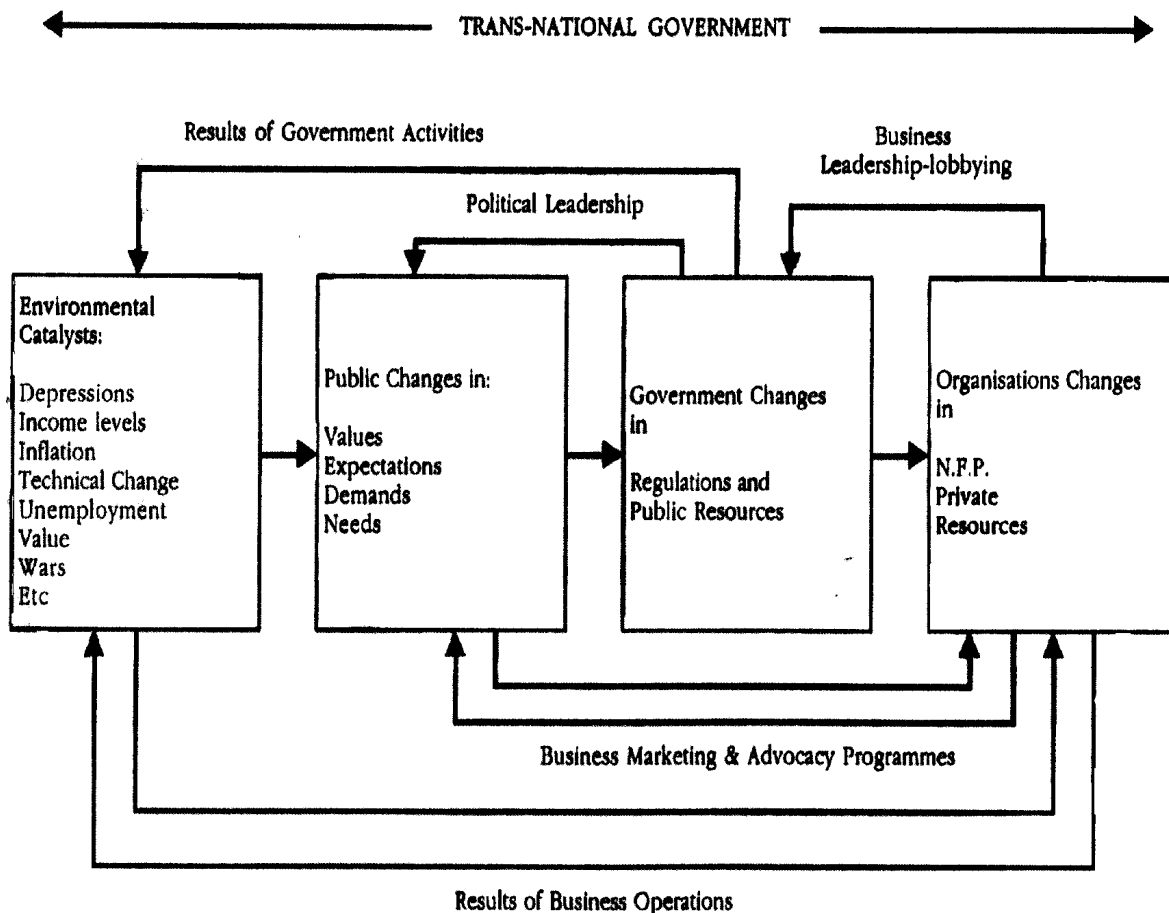 TRANS-NATIONAL GOVERNMENT
Results of Government Activities
Business
Leadership-lobbying
Political Leadership
Environmental
Catalysts:
Depressions
Income levels
Inflation
Technical Change
Unemployment
Value
Wars
Etc
Public Changes in:
Values
Expectations
Demands
Needs
Government Changes
in
Regulations and
Public Resources
Organisations Changes
in
N.F.P.
Private
Resources
Business Marketing & Advocacy Programmes
Results of Business Operations